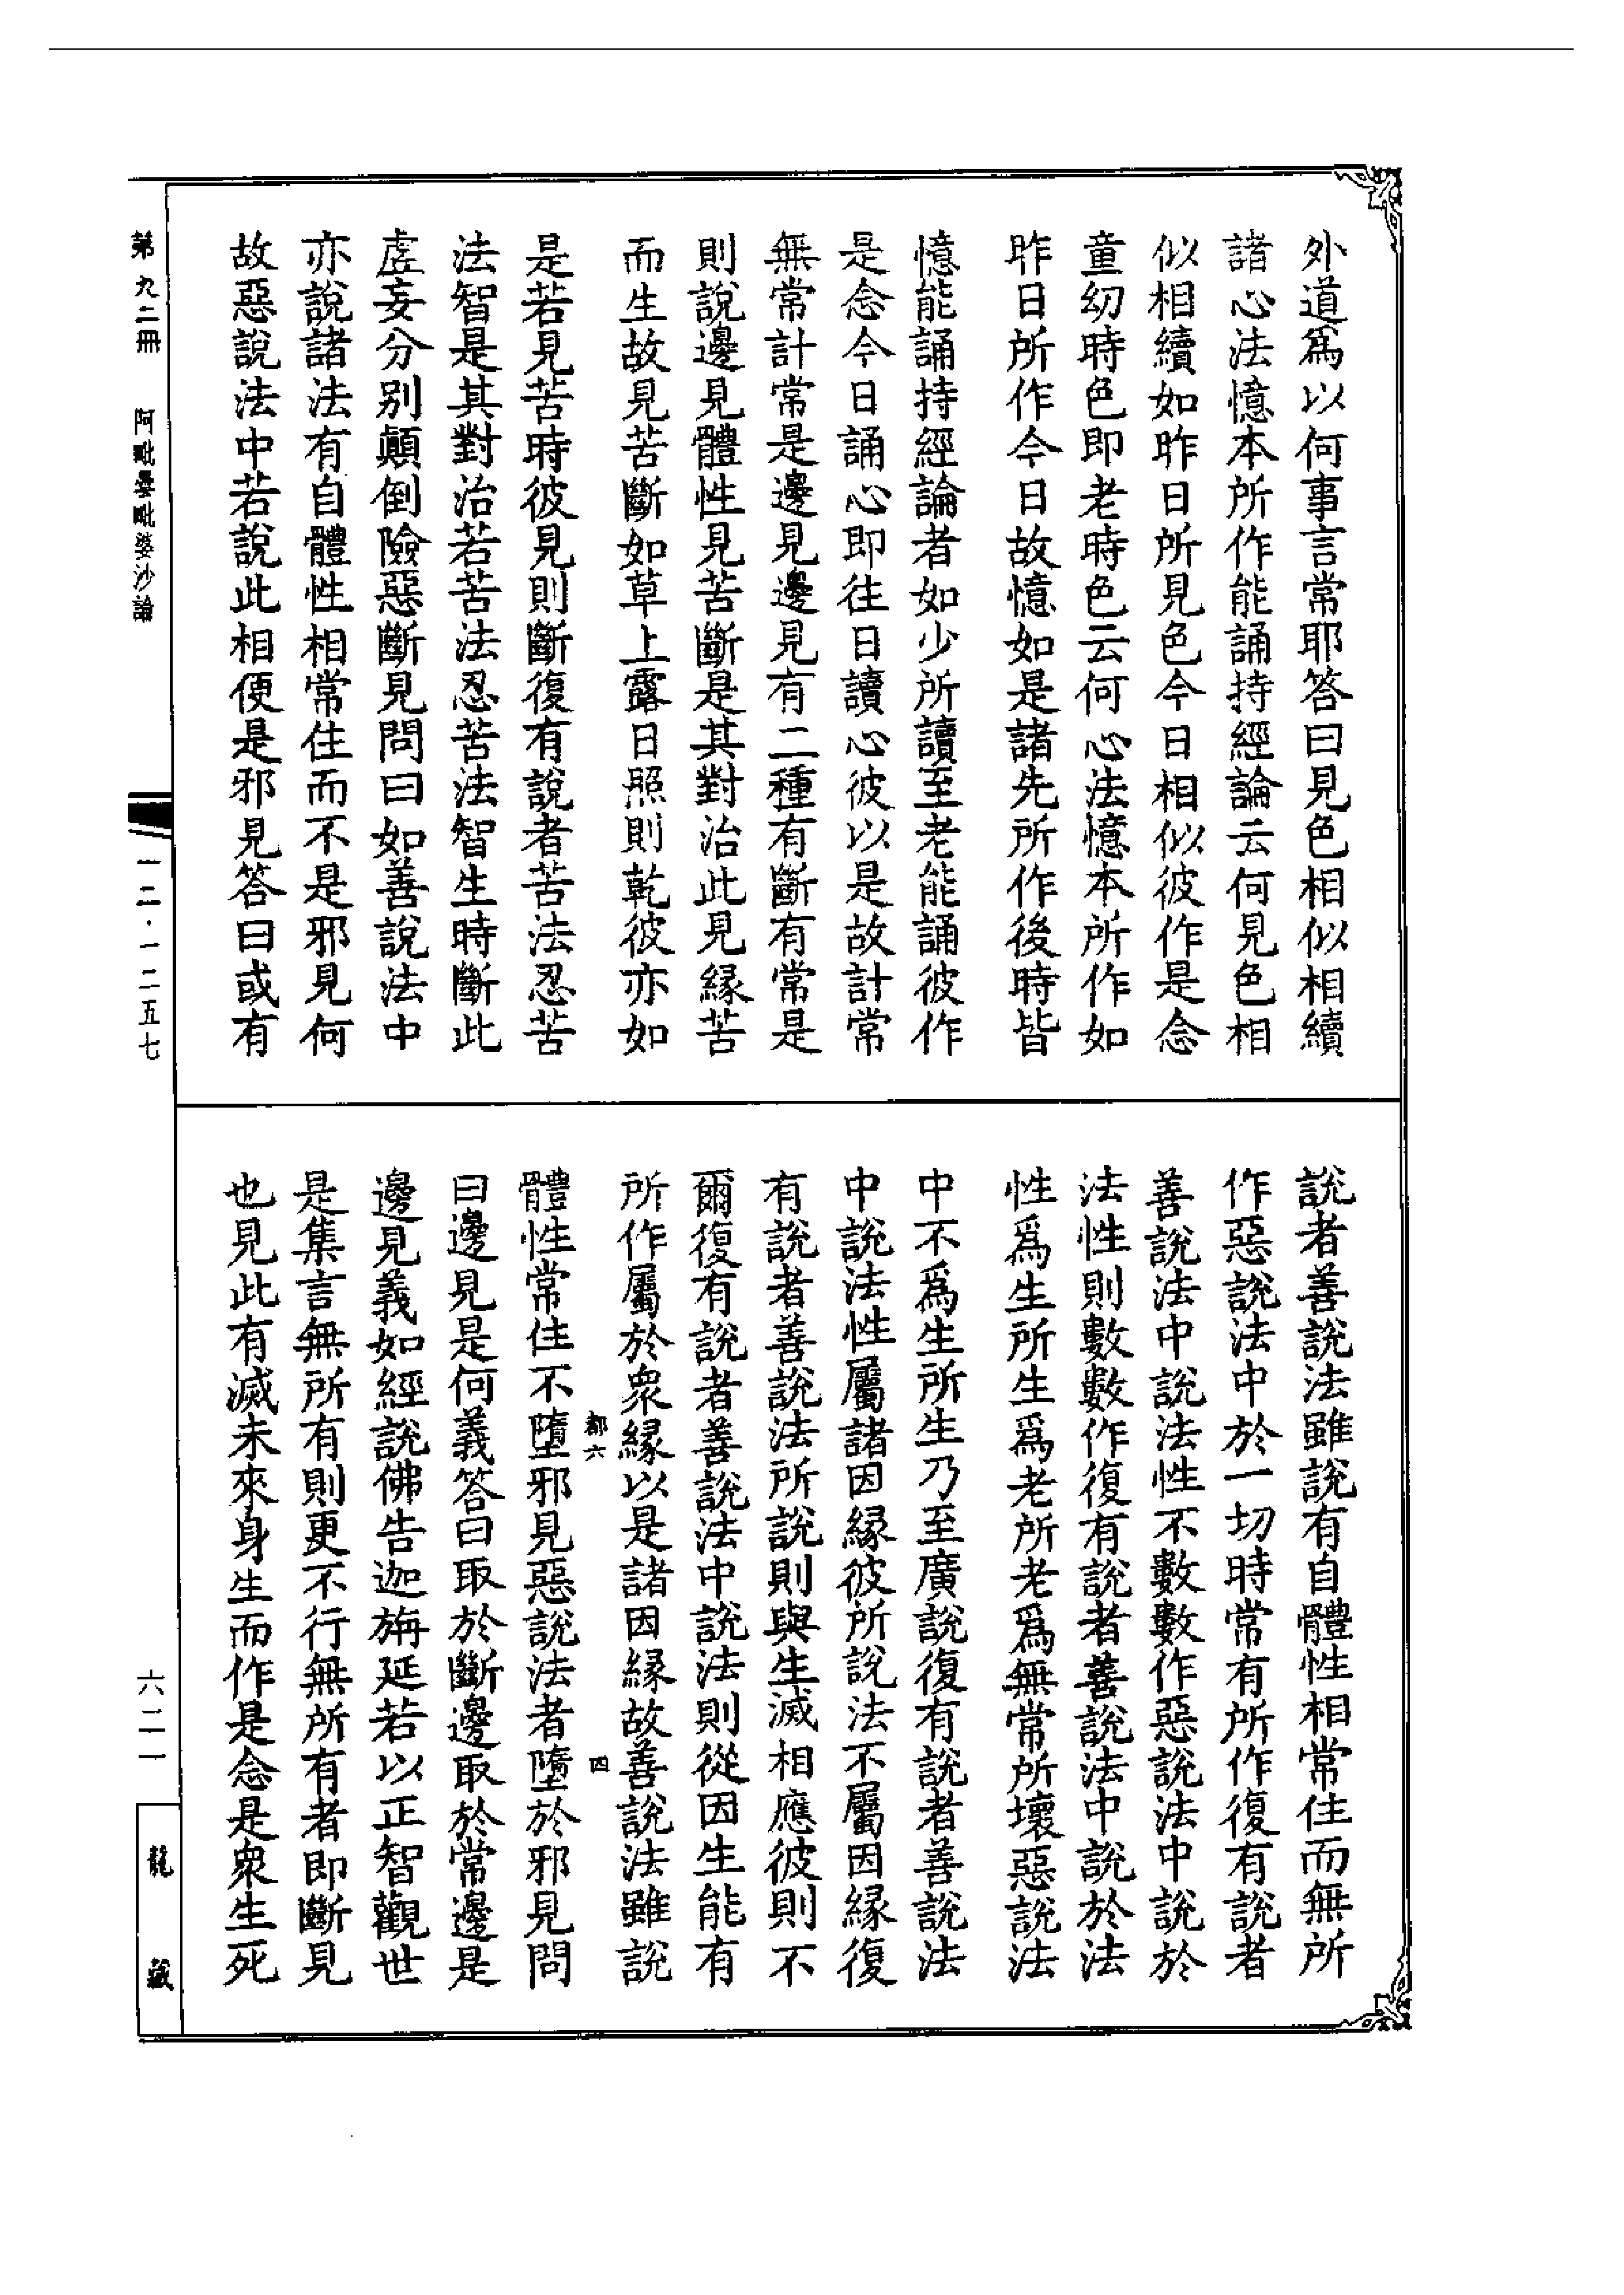 外道爲以何事言常耶答曰見色相似相續
諸心法憶本所作能誦持經論云何見色相
似相續如昨日所見色今日相似彼作是念
童幼時色即老時色云何心法憶本所作如
昨日所作今日故憶如是諸先所作後時皆
憶能誦持經論者如少所讀至老能誦彼作
是念今日誦心即往日讀心彼以是故計常
無常計常是邊見邊見有二種有斷有常是
則說邊見體性見苦斷是其對治此見緣苦
而生故見苦斷如草上露日照則乾彼亦如
是若見苦時彼見則斷復有說者苦法忍苦
法智是其對治若苦法忍苦法智生時斷此
虛妄分別顛倒險惡斷見問曰如善說法中
亦說諸法有自體性相常住而不是邪見何
故惡說法中若說此相便是邪見答曰或有
說者善說法雖說有自體性相常住而無所
作惡說法中於一切時常有所作復有說者
善說法中說法性不數數作惡說法中說於
法性則數數作復有說者善說法中說於法
性爲生所生爲老所老爲無常所壞惡說法
中不爲生所生乃至廣說復有說者善說法
中說法性屬諸因緣彼所說法不屬因緣復
有說者善說法所說則與生滅相應彼則不
爾復有說者善說法中說法則從因生能有
所作屬於眾緣以是諸因緣故善說法雖說
都六
四
體性常住不墮邪見惡說法者墮於邪見問
曰邊見是何義答曰取於斷邊取於常邊是
邊見義如經說佛告迦旃延若以正智觀世
是集言無所有則更不行無所有者即斷見
也見此有滅未來身生而作是念是眾生死
第九二冊
阿毗曇毗婆沙論
一二·一二五七
六二一
龍藏